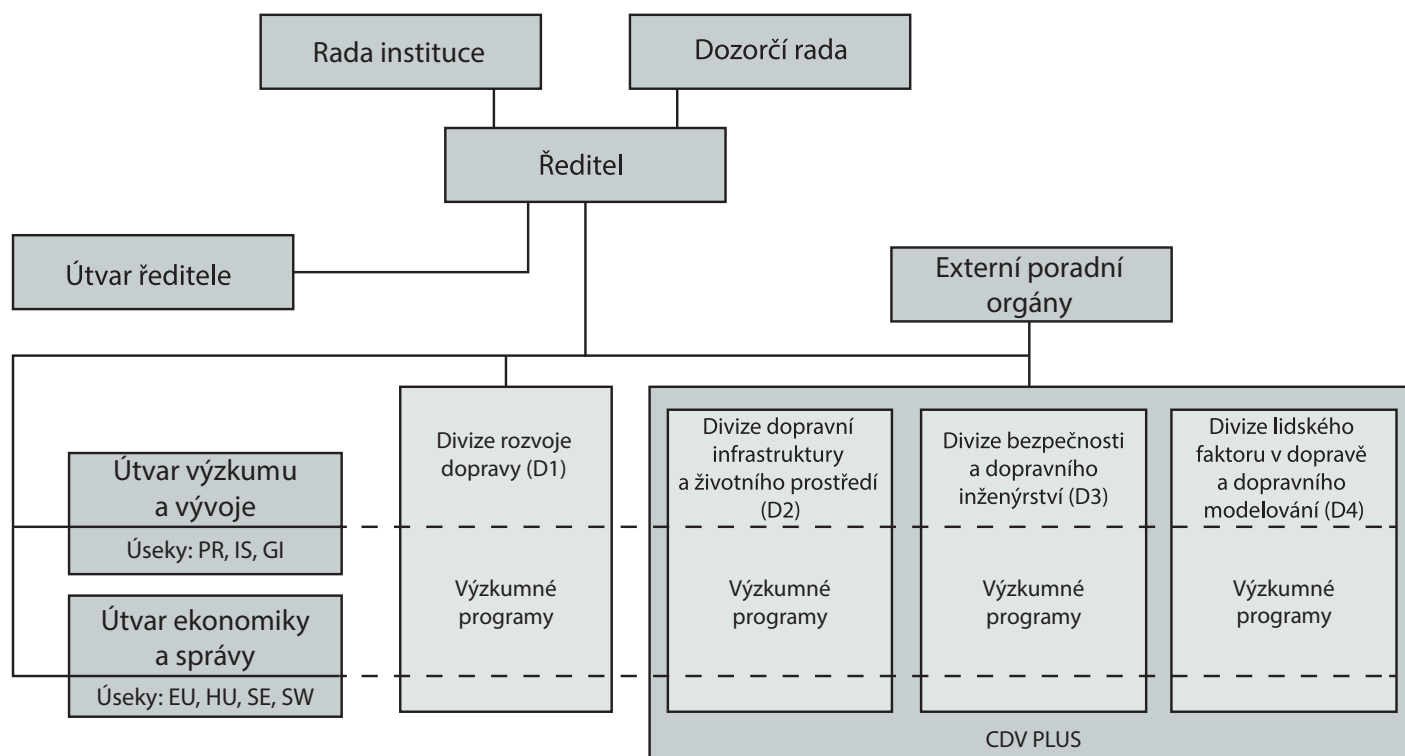 Rada instituce
Dozorčí rada
Ředitel
Útvar ředitele
Externí poradní
orgány
Útvar výzkumu
a vývoje
Úseky: PR, IS, GI
Útvar ekonomiky
a správy
Úseky: EU, HU, SE, SW
Divize rozvoje
dopravy (D1)
Výzkumné
programy
Divize dopravní
infrastruktury
a životního prostředí
(D2)
Výzkumné
programy
Divize bezpečnosti
a dopravního
inženýrství (D3)
Výzkumné
programy
Divize lidského
faktoru v dopravě
a dopravního
modelování (D4)
Výzkumné
programy
CDV PLUS